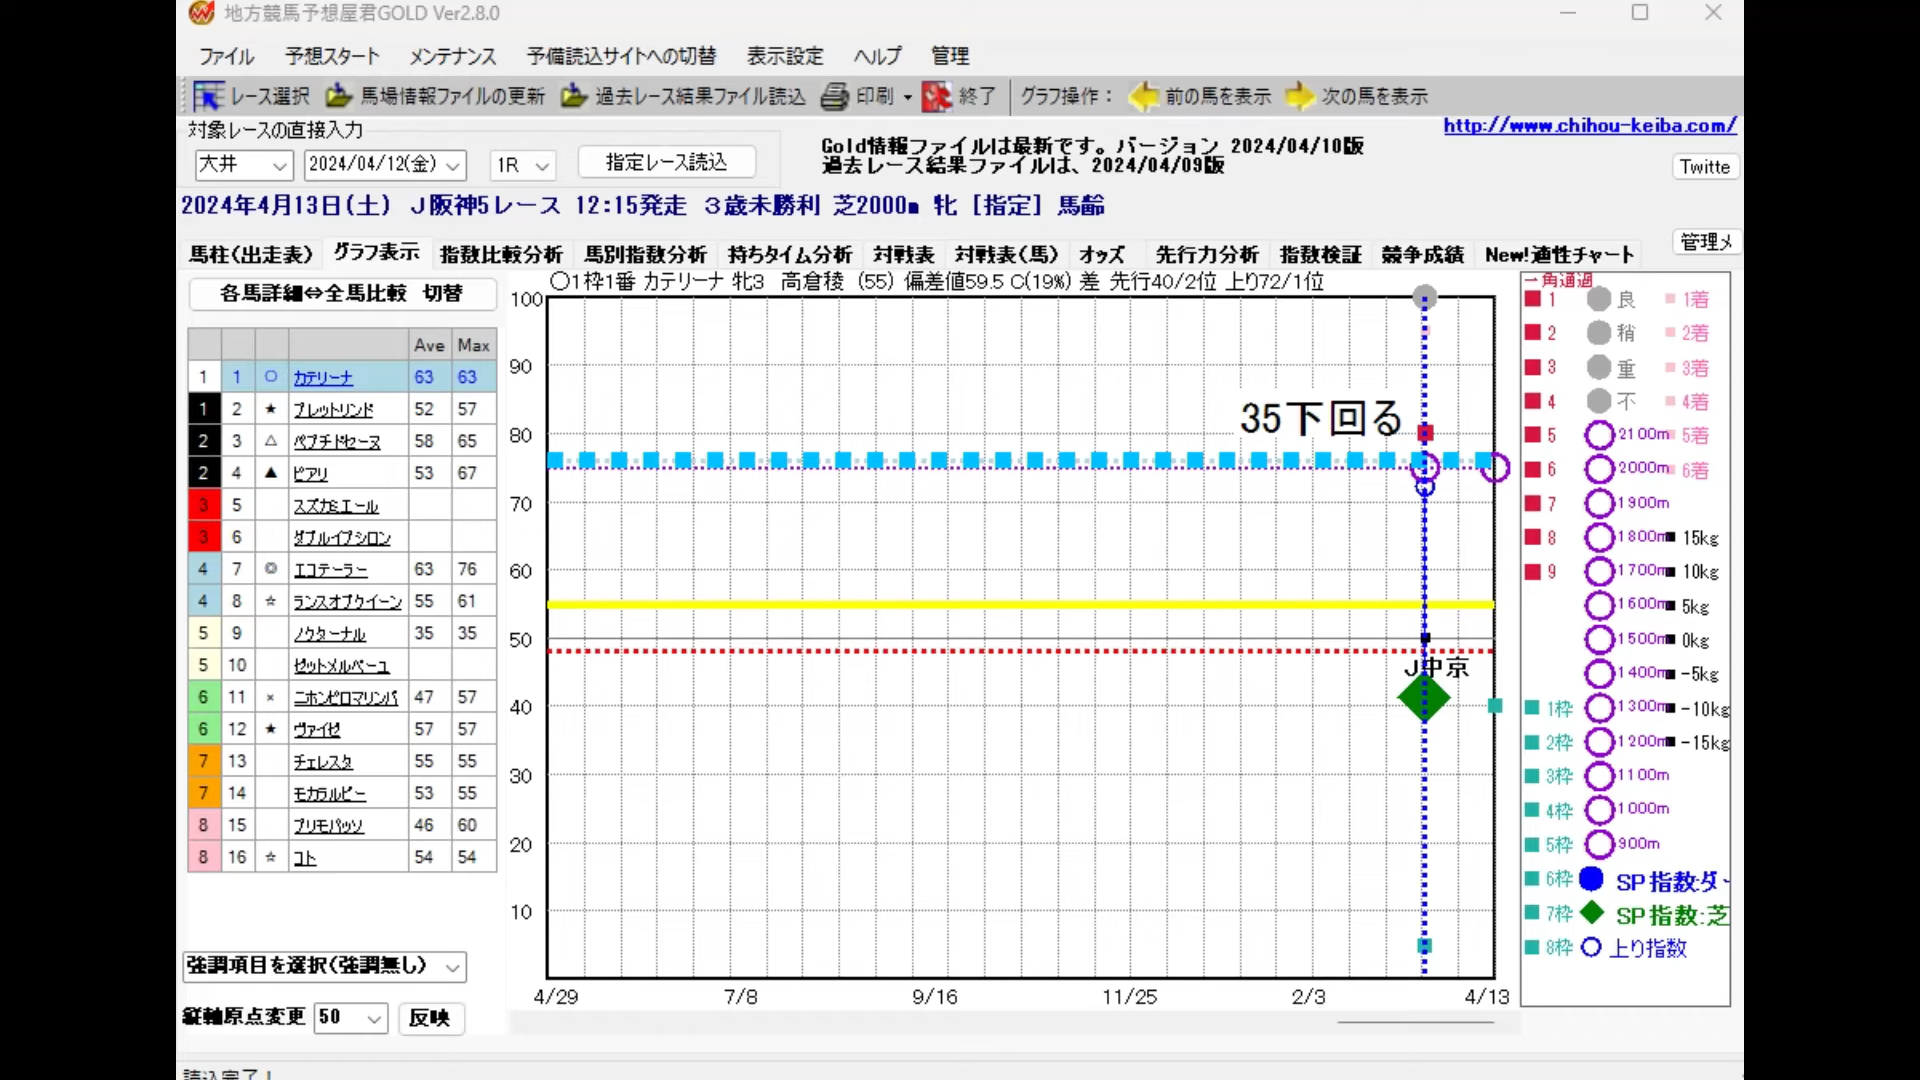 地方競馬予想屋君GOLD Ver2.8.0
ファイル 予想スタート メンテナンス 予備読込サイトへの切替 表示設定 ヘルプ 管理
レース選択 馬場情報ファイルの更新 過去レース結果ファイル読込 印刷 終了 グラフ操作： 前の馬を表示 次の馬を表示
対象レースの直接入力
http://www.chihou-keiba.com/
大井 2024/04/12(金) 1R 指定レース読込
Gold情報ファイルは最新です。バージョン 2024/04/10版
過去レース結果ファイルは、2024/04/09版
Twitte
2024年4月13日(土) J阪神5レース 12:15発走 3歳未勝利 芝2000m 牝 [指定] 馬齢
管理メ
馬柱(出走表) グラフ表示 指数比較分析 馬別指数分析 持ちタイム分析 対戦表 対戦表(馬) オッズ 先行力分析 指数検証 競争成績 New!適性チャート
各馬詳細⇔全馬比較 切替
○1枠1番 カテリーナ 牝3 高倉稜 (55) 偏差値59.5 C(19%) 差 先行40/2位 上り72/1位
Ave Max
1 1 ○ カテリーナ 63 63
1 2 ★ アレットリンド 52 57
2 3 △ ペプチドセーヌ 58 65
2 4 ▲ ピアリ 53 67
3 5 スズカミエール
3 6 ダブルイプシロン
4 7 ◎ エコテーラー 63 76
4 8 ☆ ランスオブクイーン 55 61
5 9 ノクターナル 35 35
5 10 ゼットメルベーユ
6 11 × ニホンピロマリンバ 47 57
6 12 ★ ヴァイゼ 57 57
7 13 チェレスタ 55 55
7 14 モカラルビー 53 55
8 15 プリモパッソ 46 60
8 16 ☆ コト 54 54
強調項目を選択(強調無し)
縦軸原点変更 50 反映
100
90
80
70
60
50
40
30
20
10
35下回る
J中京
4/29 7/8 9/16 11/25 2/3 4/13
一角通過
1 良 1着
2 稍 2着
3 重 3着
4 不 4着
5 2100m 5着
6 2000m 6着
7 1900m
8 1800m 15kg
9 1700m 10kg
1600m 5kg
1500m 0kg
1400m -5kg
1枠 1300m -10kg
2枠 1200m -15kg
3枠 1100m
4枠 1000m
5枠 900m
6枠 SP指数:ダ
7枠 SP指数:芝
8枠 上り指数
読込完了!